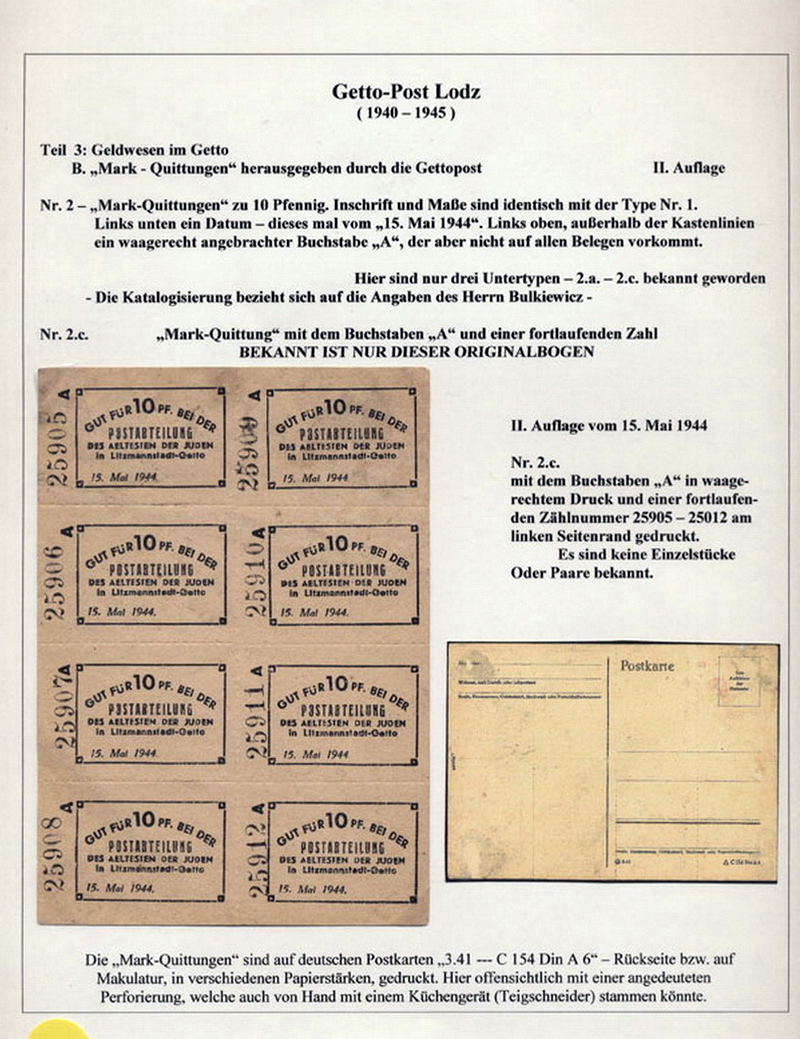 Getto-Post Lodz
( 1940 – 1945 )
Teil 3: Geldwesen im Getto
B. „Mark - Quittungen“ herausgegeben durch die Gettopost II. Auflage
Nr. 2 – „Mark-Quittungen“ zu 10 Pfennig. Inschrift und Maße sind identisch mit der Type Nr. 1.
Links unten ein Datum – dieses mal vom „15. Mai 1944“. Links oben, außerhalb der Kastenlinien
ein waagerecht angebrachter Buchstabe „A“, der aber nicht auf allen Belegen vorkommt.
Hier sind nur drei Untertypen – 2.a. – 2.c. bekannt geworden
- Die Katalogisierung bezieht sich auf die Angaben des Herrn Bulkiewicz -
Nr. 2.c. „Mark-Quittung“ mit dem Buchstaben „A“ und einer fortlaufenden Zahl
BEKANNT IST NUR DIESER ORIGINALBOGEN
25905 A
GUT FÜR 10 PF. BEI DER
POSTABTEILUNG
DES AELTESTEN DER JUDEN
in Litzmannstadt-Getto
15. Mai 1944.
25909 A
GUT FÜR 10 PF. BEI DER
POSTABTEILUNG
DES AELTESTEN DER JUDEN
in Litzmannstadt-Getto
15. Mai 1944
25906 A
GUT FÜR 10 PF. BEI DER
POSTABTEILUNG
DES AELTESTEN DER JUDEN
in Litzmannstadt-Getto
15. Mai 1944.
25910 A
GUT FÜR 10 PF. BEI DER
POSTABTEILUNG
DES AELTESTEN DER JUDEN
in Litzmannstadt-Getto
15. Mai 1944.
25907 A
GUT FÜR 10 PF. BEI DER
POSTABTEILUNG
DES AELTESTEN DER JUDEN
in Litzmannstadt-Getto
15. Mai 1944.
25911 A
GUT FÜR 10 PF. BEI DER
POSTABTEILUNG
DES AELTESTEN DER JUDEN
in Litzmannstadt-Getto
15. Mai 1944
25908 A
GUT FÜR 10 PF. BEI DER
POSTABTEILUNG
DES AELTESTEN DER JUDEN
in Litzmannstadt-Getto
15. Mai 1944.
25912 A
GUT FÜR 10 PF. BEI DER
POSTABTEILUNG
DES AELTESTEN DER JUDEN
in Litzmannstadt-Getto
15. Mai 1944.
II. Auflage vom 15. Mai 1944
Nr. 2.c.
mit dem Buchstaben „A“ in waage-
rechtem Druck und einer fortlaufen-
den Zählnummer 25905 – 25012 am
linken Seitenrand gedruckt.
Es sind keine Einzelstücke
Oder Paare bekannt.
Postkarte
Die „Mark-Quittungen“ sind auf deutschen Postkarten „3.41 --- C 154 Din A 6“ – Rückseite bzw. auf
Makulatur, in verschiedenen Papierstärken, gedruckt. Hier offensichtlich mit einer angedeuteten
Perforierung, welche auch von Hand mit einem Küchengerät (Teigschneider) stammen könnte.